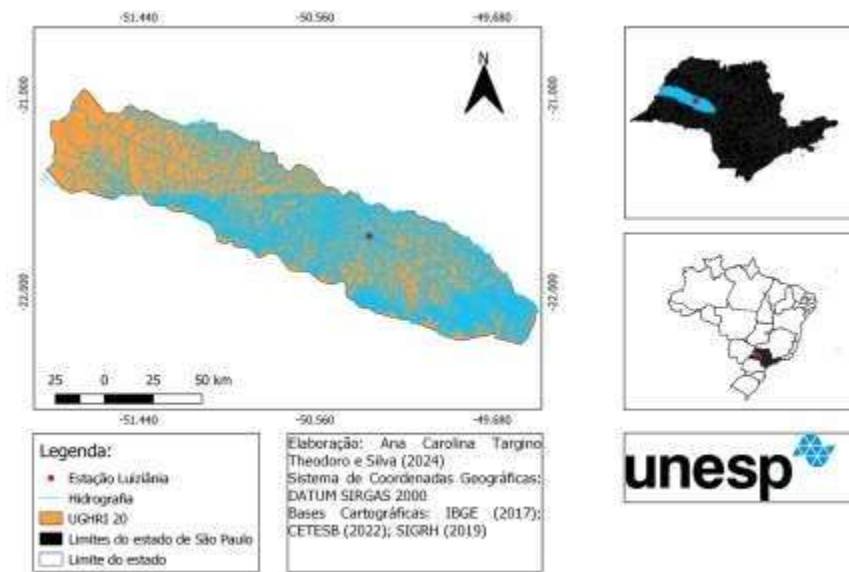 -51.440 -50.560 -49.680
-21.000
-21.000
N
-22.000
-22.000
25 0 25 50 km
-51.440 -50.560 -49.680
Legenda:
Estação Luiziânia
Hidrografia
UGHRI 20
Limites do estado de São Paulo
Limite do estado
Elaboração: Ana Carolina Targino
Theodoro e Silva (2024)
Sistema de Coordenadas Geográficas:
DATUM SIRGAS 2000
Bases Cartográficas: IBGE (2017);
CETESB (2022); SIGRH (2019)
unesp